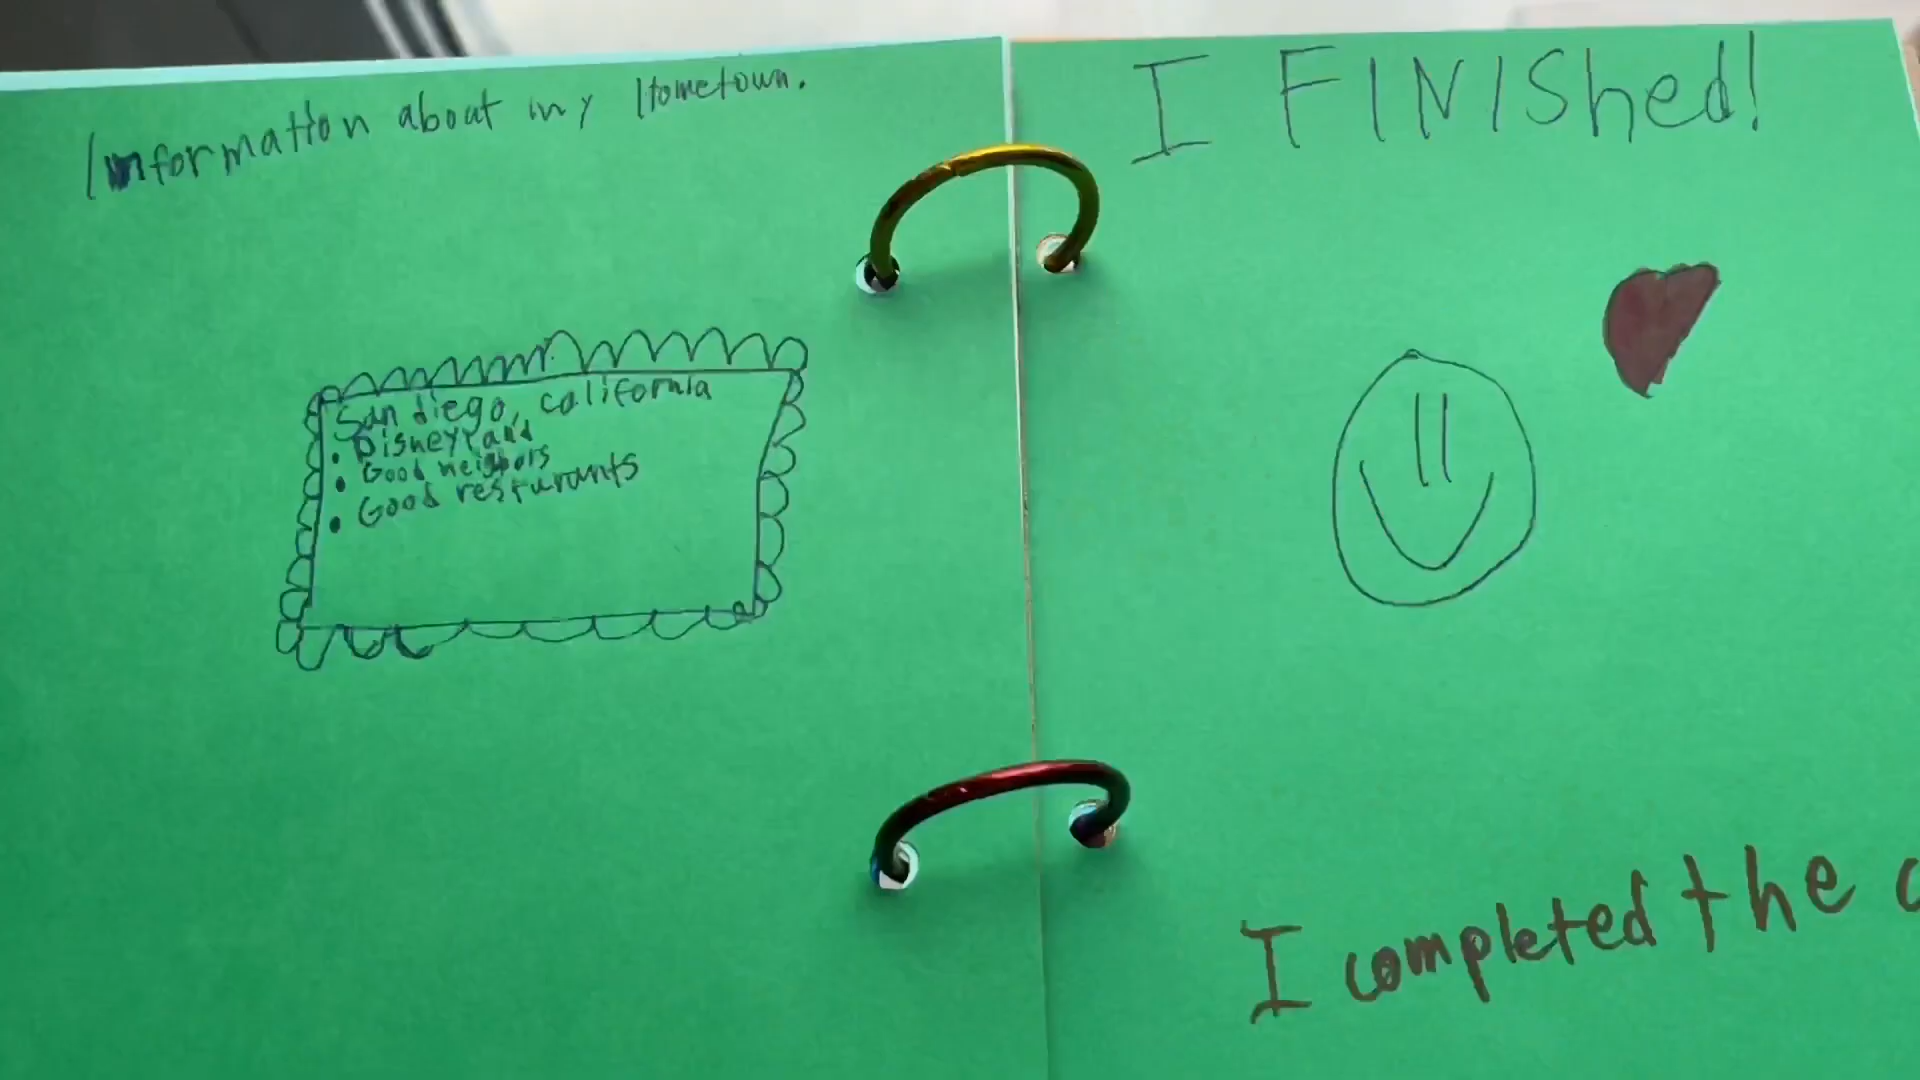 Information about my Hometown.
San diego, california
• Disneyland
• Good neighbors
• Good resturants
I FINIShed!
I completed the